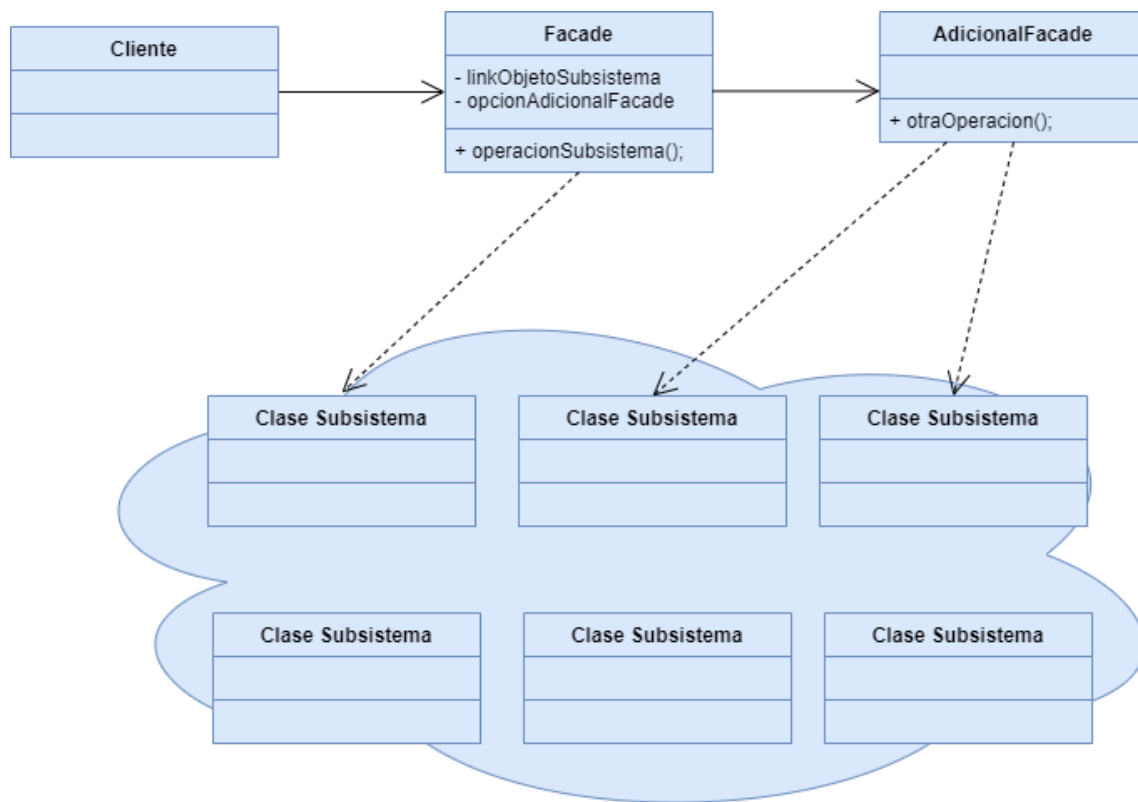 Cliente
Facade
- linkObjetoSubsistema
- opcionAdicionalFacade
+ operacionSubsistema();
AdicionalFacade
+ otraOperacion();
Clase Subsistema
Clase Subsistema
Clase Subsistema
Clase Subsistema
Clase Subsistema
Clase Subsistema